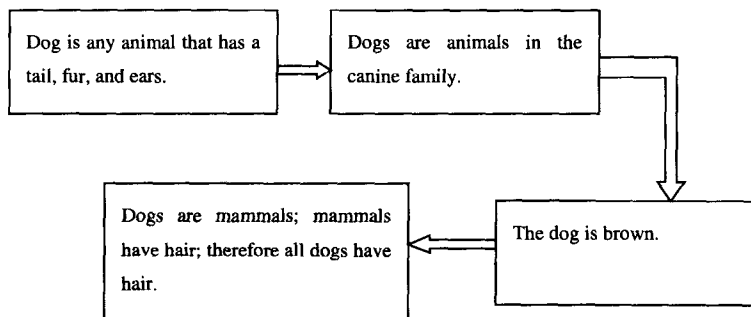 Dog is any animal that has a
tail, fur, and ears.
Dogs are animals in the
canine family.
The dog is brown.
Dogs are mammals; mammals
have hair; therefore all dogs have
hair.